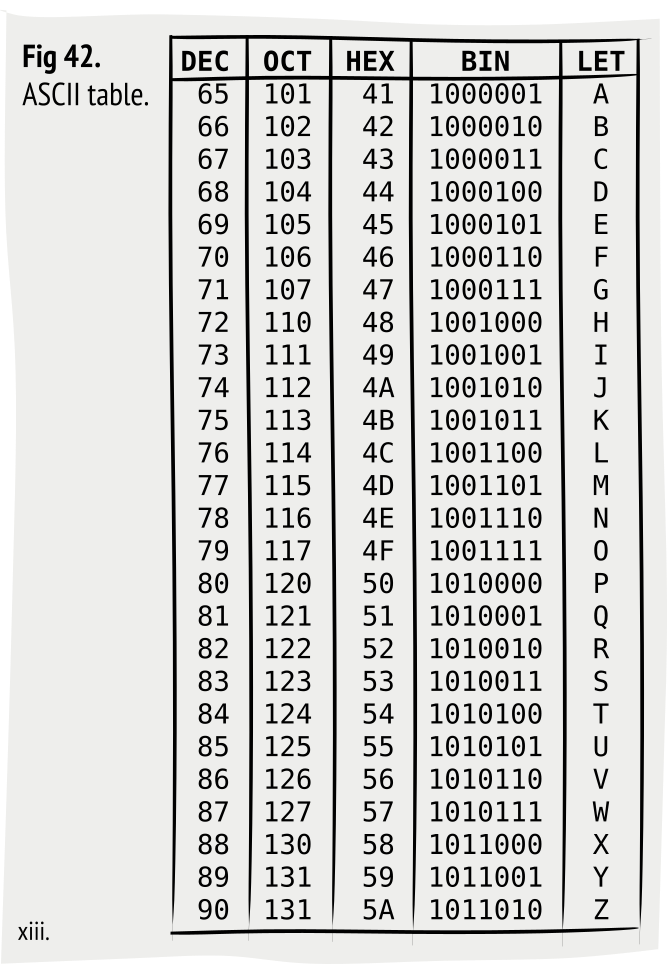 Fig 42.
ASCII table.
DEC OCT HEX BIN LET
65 101 41 1000001 A
66 102 42 1000010 B
67 103 43 1000011 C
68 104 44 1000100 D
69 105 45 1000101 E
70 106 46 1000110 F
71 107 47 1000111 G
72 110 48 1001000 H
73 111 49 1001001 I
74 112 4A 1001010 J
75 113 4B 1001011 K
76 114 4C 1001100 L
77 115 4D 1001101 M
78 116 4E 1001110 N
79 117 4F 1001111 O
80 120 50 1010000 P
81 121 51 1010001 Q
82 122 52 1010010 R
83 123 53 1010011 S
84 124 54 1010100 T
85 125 55 1010101 U
86 126 56 1010110 V
87 127 57 1010111 W
88 130 58 1011000 X
89 131 59 1011001 Y
90 131 5A 1011010 Z
xiii.